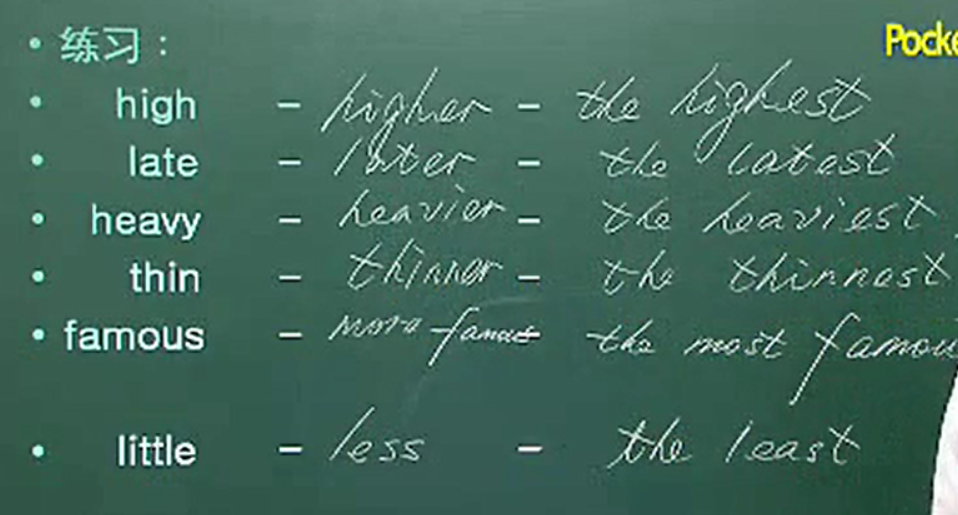 • 练习：
Pocke
• high – higher – the highest
• late – later – the latest
• heavy – heavier – the heaviest
• thin – thinner – the thinnest
• famous – more famous – the most famou
• little – less – the least